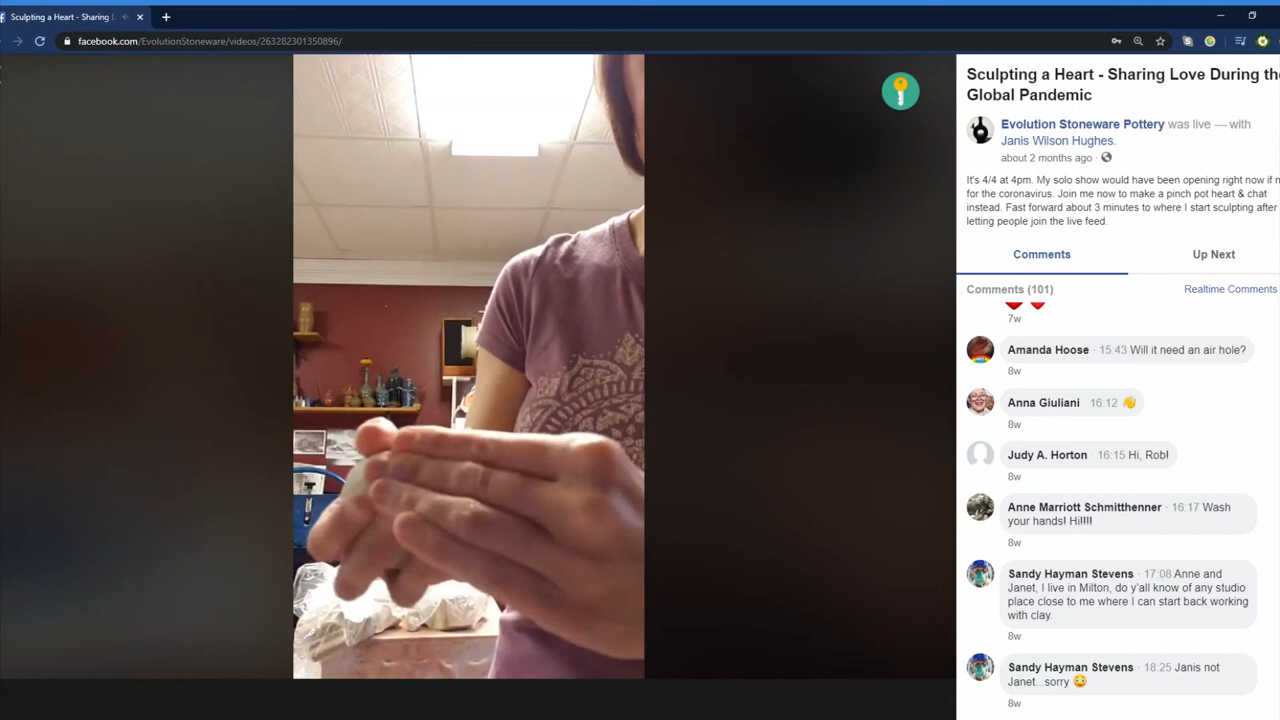 Sculpting a Heart - Sharing L
facebook.com/EvolutionStoneware/videos/263282301350896/
Sculpting a Heart - Sharing Love During the
Global Pandemic
Evolution Stoneware Pottery was live — with
Janis Wilson Hughes.
about 2 months ago
It's 4/4 at 4pm. My solo show would have been opening right now if n
for the coronavirus. Join me now to make a pinch pot heart & chat
instead. Fast forward about 3 minutes to where I start sculpting after
letting people join the live feed.
Comments
Up Next
Comments (101)
Realtime Comments
7w
Amanda Hoose 15:43 Will it need an air hole?
8w
Anna Giuliani 16:12 👋
8w
Judy A. Horton 16:15 Hi, Rob!
8w
Anne Marriott Schmitthenner 16:17 Wash
your hands! Hi!!!!
8w
Sandy Hayman Stevens 17:08 Anne and
Janet, I live in Milton, do y'all know of any studio
place close to me where I can start back working
with clay.
8w
Sandy Hayman Stevens 18:25 Janis not
Janet...sorry 😳
8w